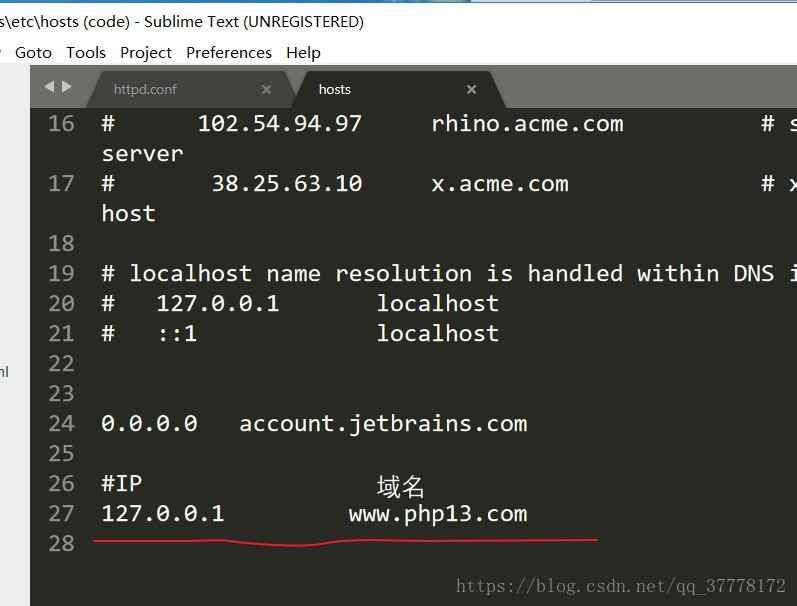 s\etc\hosts (code) - Sublime Text (UNREGISTERED)
Goto Tools Project Preferences Help
httpd.conf × hosts ×
16 # 102.54.94.97 rhino.acme.com # s
server
17 # 38.25.63.10 x.acme.com # x
host
18
19 # localhost name resolution is handled within DNS i
20 # 127.0.0.1 localhost
21 # ::1 localhost
22
nl
23
24 0.0.0.0 account.jetbrains.com
25
26 #IP 域名
27 127.0.0.1 www.php13.com
28
https://blog.csdn.net/qq_37778172